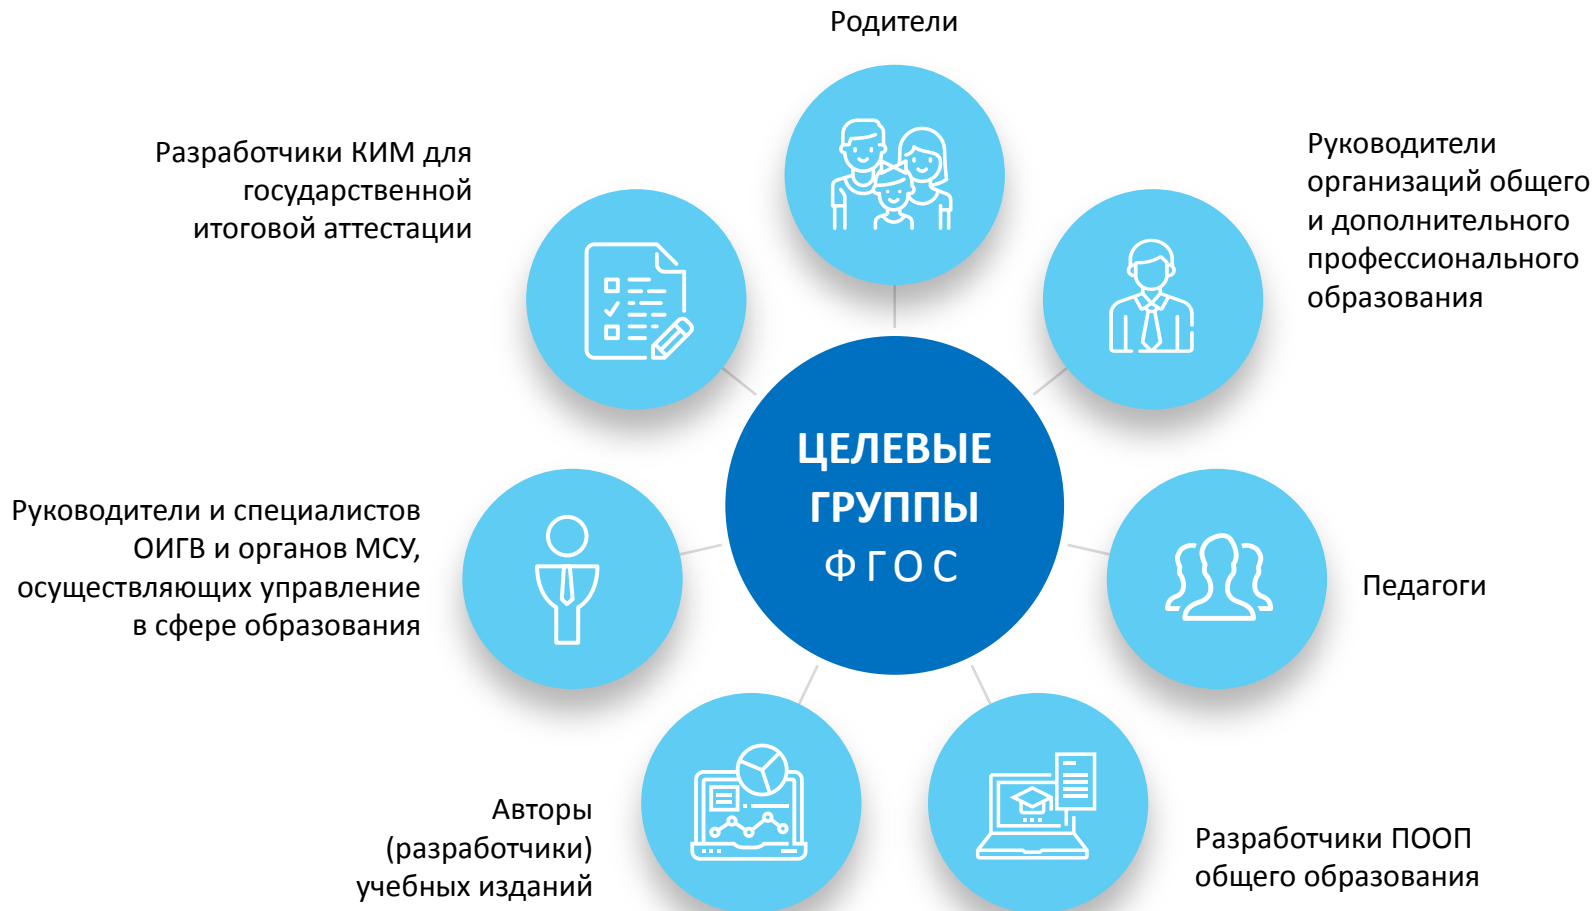 Родители
Разработчики КИМ для
государственной
итоговой аттестации
Руководители
организаций общего
и дополнительного
профессионального
образования
ЦЕЛЕВЫЕ
ГРУППЫ
ФГОС
Руководители и специалистов
ОИГВ и органов МСУ,
осуществляющих управление
в сфере образования
Педагоги
Авторы
(разработчики)
учебных изданий
Разработчики ПООП
общего образования